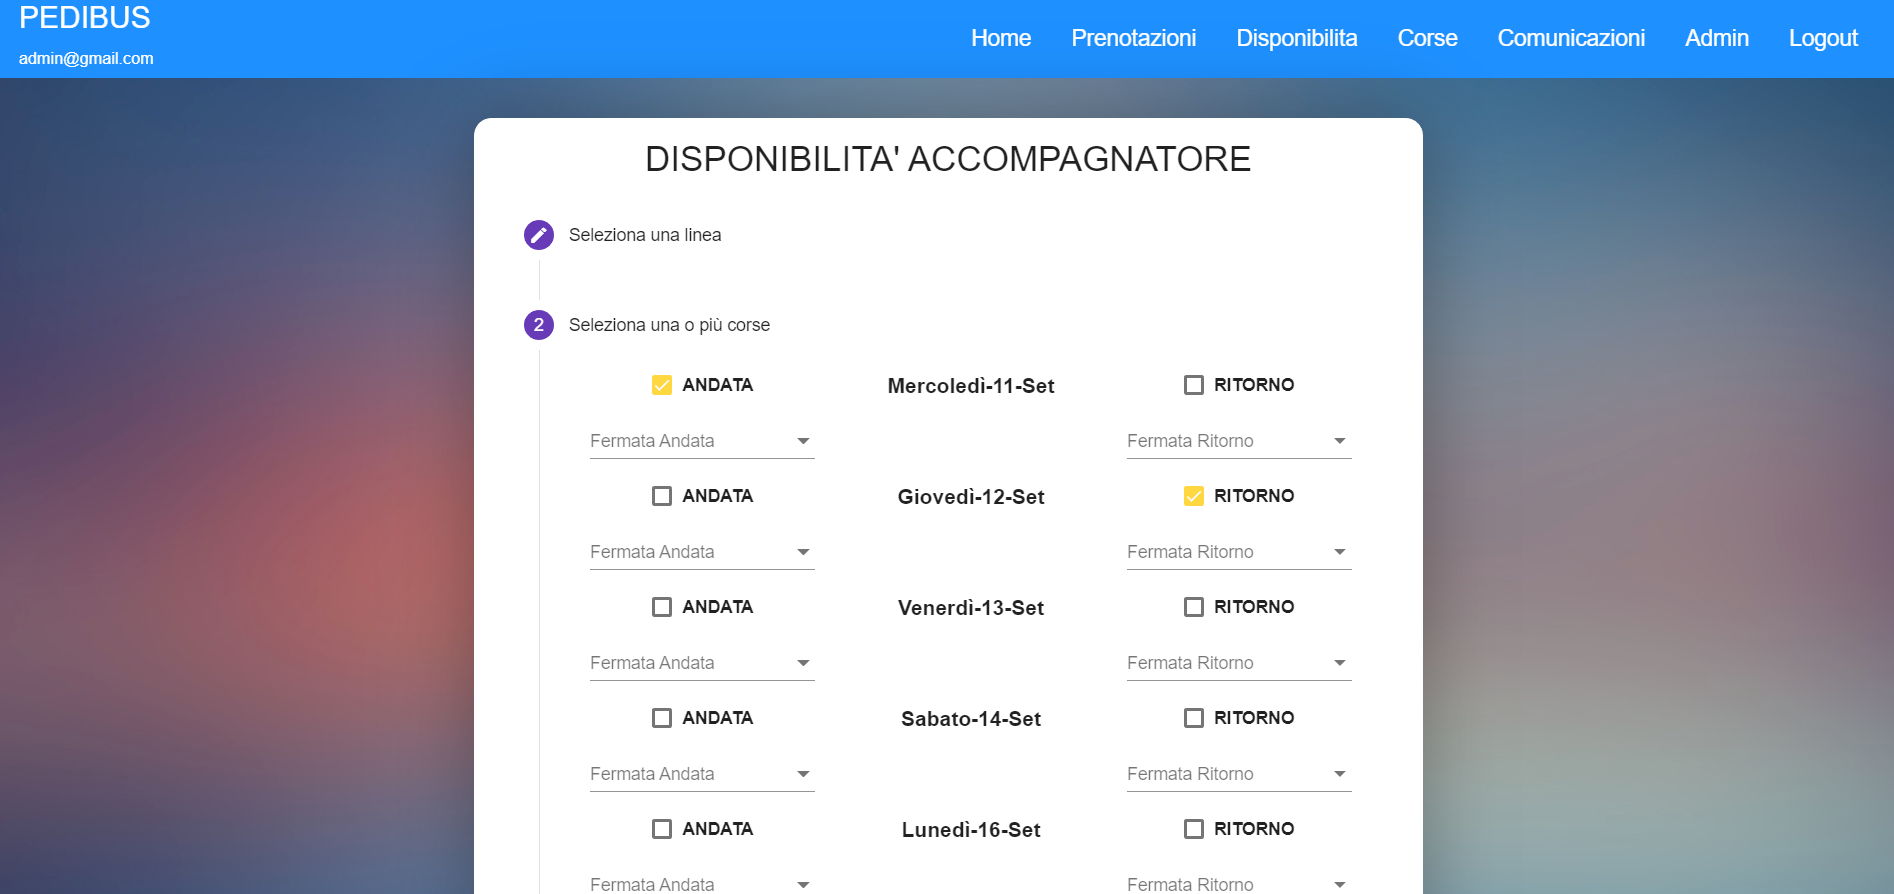 PEDIBUS
admin@gmail.com
Home Prenotazioni Disponibilita Corse Comunicazioni Admin Logout
DISPONIBILITA' ACCOMPAGNATORE
Seleziona una linea
2 Seleziona una o più corse
ANDATA Mercoledì-11-Set RITORNO
Fermata Andata Fermata Ritorno
ANDATA Giovedì-12-Set RITORNO
Fermata Andata Fermata Ritorno
ANDATA Venerdì-13-Set RITORNO
Fermata Andata Fermata Ritorno
ANDATA Sabato-14-Set RITORNO
Fermata Andata Fermata Ritorno
ANDATA Lunedì-16-Set RITORNO
Fermata Andata Fermata Ritorno